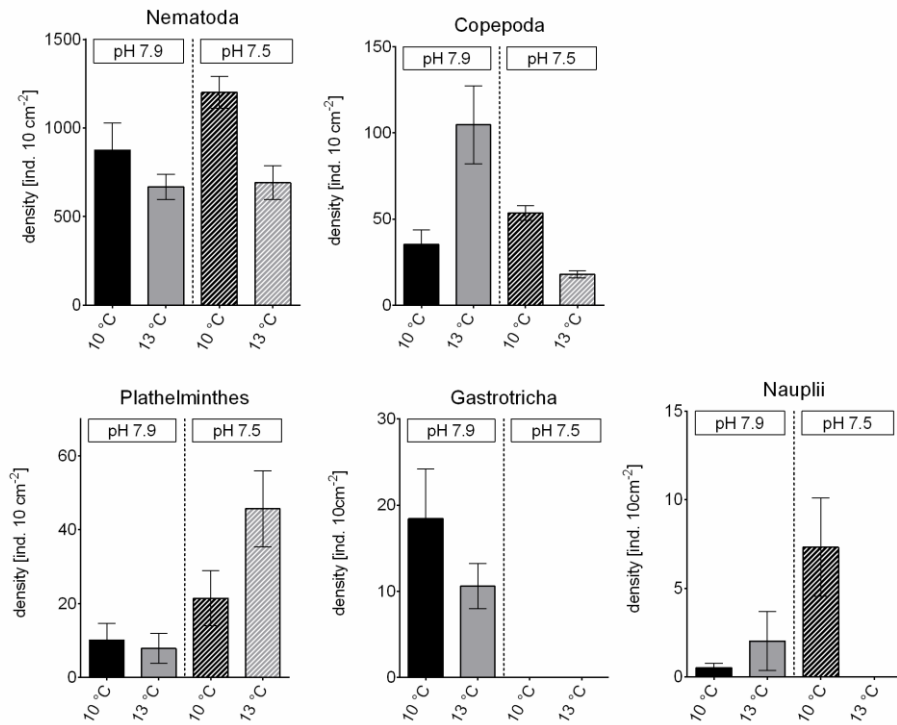 Nematoda
1500
1000
500
0
density [ind. 10 cm⁻²]
pH 7.9
pH 7.5
10 °C
13 °C
10 °C
13 °C
Copepoda
150
100
50
0
density [ind. 10 cm⁻²]
pH 7.9
pH 7.5
10 °C
13 °C
10 °C
13 °C
Plathelminthes
60
40
20
0
density [ind. 10 cm⁻²]
pH 7.9
pH 7.5
10 °C
13 °C
10 °C
13 °C
Gastrotricha
30
20
10
0
density [ind. 10cm⁻²]
pH 7.9
pH 7.5
10 °C
13 °C
10 °C
13 °C
Nauplii
15
10
5
0
density [ind. 10cm⁻²]
pH 7.9
pH 7.5
10 °C
13 °C
10 °C
13 °C